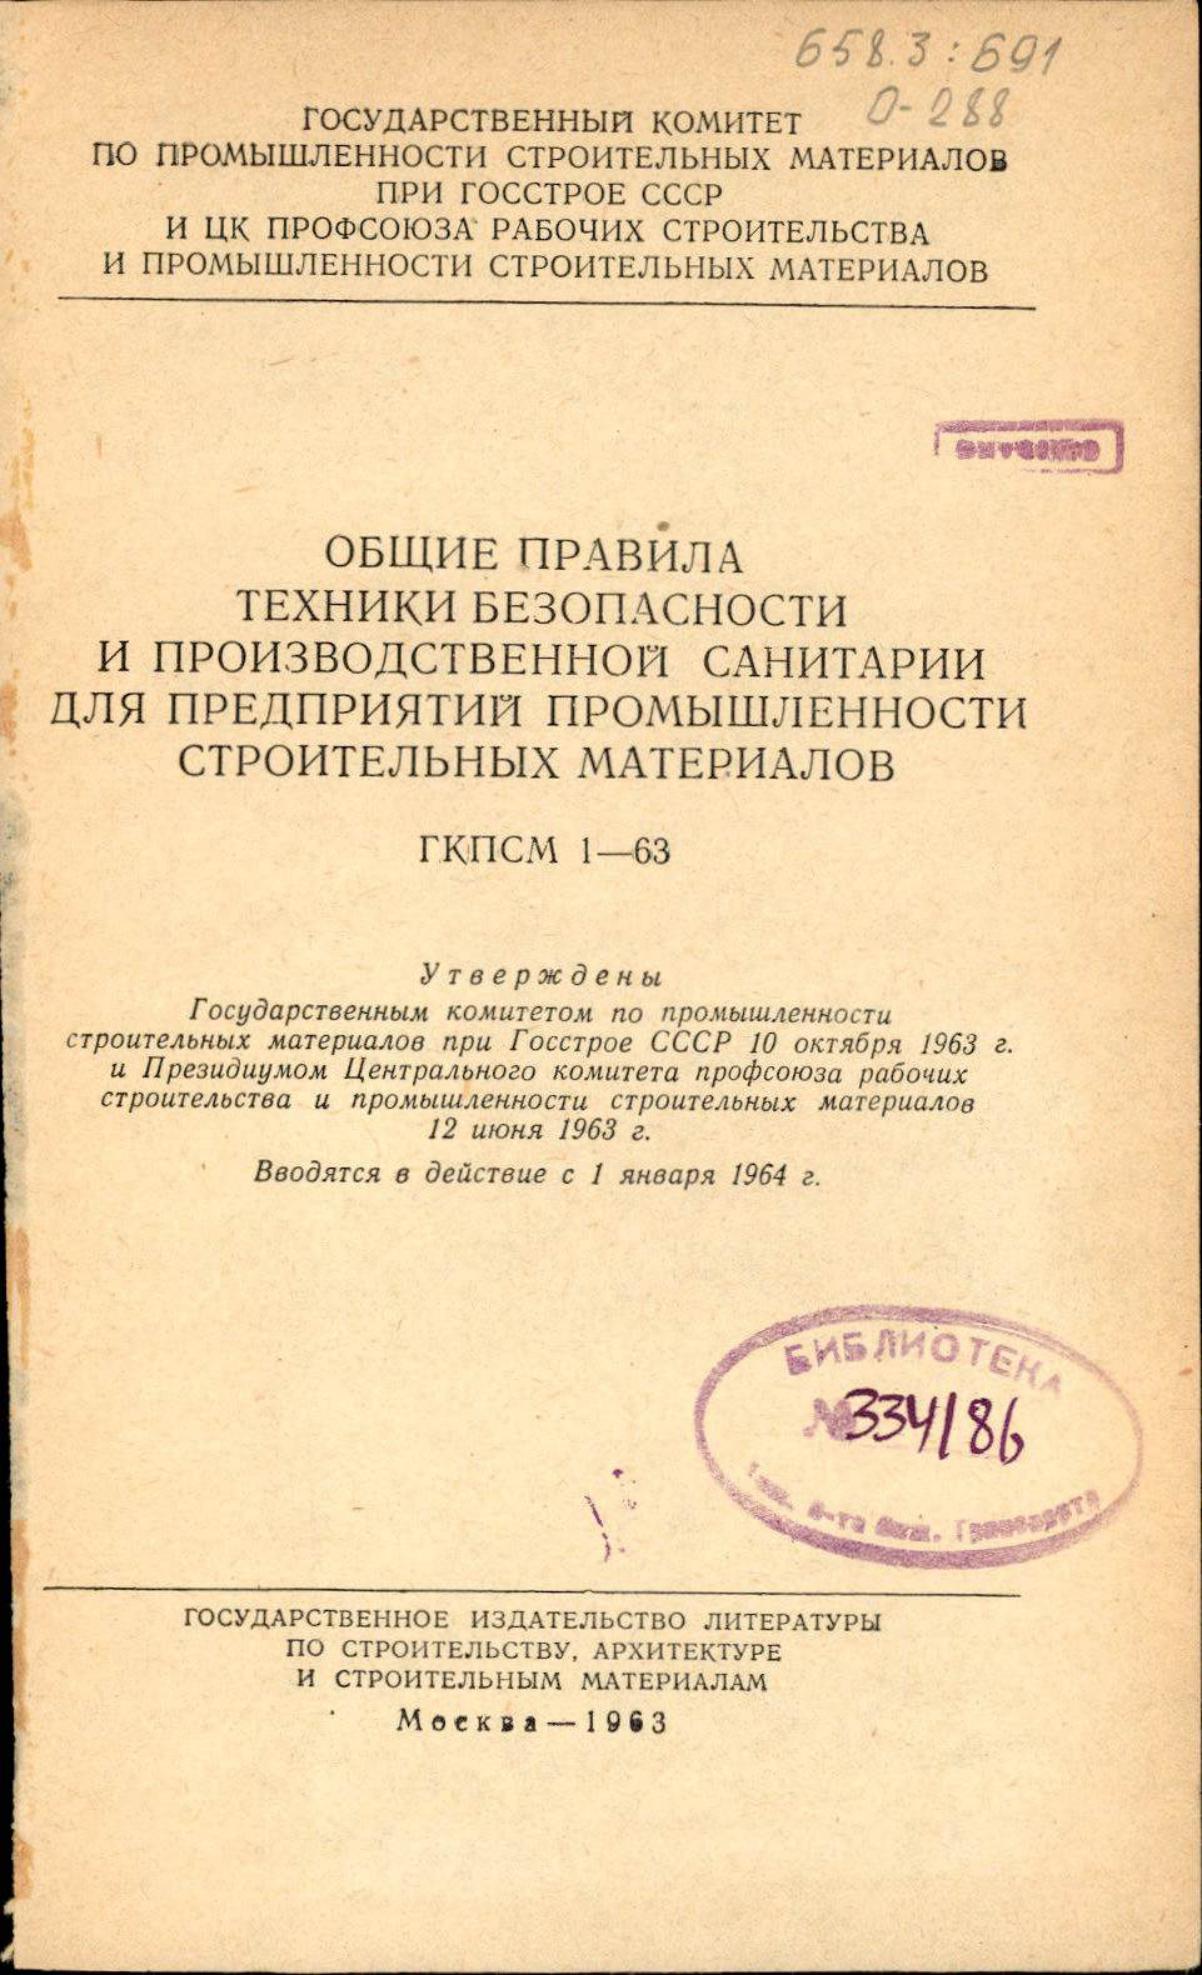 658.3:691
О-288
ГОСУДАРСТВЕННЫЙ КОМИТЕТ
ПО ПРОМЫШЛЕННОСТИ СТРОИТЕЛЬНЫХ МАТЕРИАЛОВ
ПРИ ГОССТРОЕ СССР
И ЦК ПРОФСОЮЗА РАБОЧИХ СТРОИТЕЛЬСТВА
И ПРОМЫШЛЕННОСТИ СТРОИТЕЛЬНЫХ МАТЕРИАЛОВ
ОБЩИЕ ПРАВИЛА
ТЕХНИКИ БЕЗОПАСНОСТИ
И ПРОИЗВОДСТВЕННОЙ САНИТАРИИ
ДЛЯ ПРЕДПРИЯТИЙ ПРОМЫШЛЕННОСТИ
СТРОИТЕЛЬНЫХ МАТЕРИАЛОВ
ГКПСМ 1—63
Утверждены
Государственным комитетом по промышленности
строительных материалов при Госстрое СССР 10 октября 1963 г.
и Президиумом Центрального комитета профсоюза рабочих
строительства и промышленности строительных материалов
12 июня 1963 г.
Вводятся в действие с 1 января 1964 г.
БИБЛИОТЕКА
№334/86
ГОСУДАРСТВЕННОЕ ИЗДАТЕЛЬСТВО ЛИТЕРАТУРЫ
ПО СТРОИТЕЛЬСТВУ, АРХИТЕКТУРЕ
И СТРОИТЕЛЬНЫМ МАТЕРИАЛАМ
Москва—1963